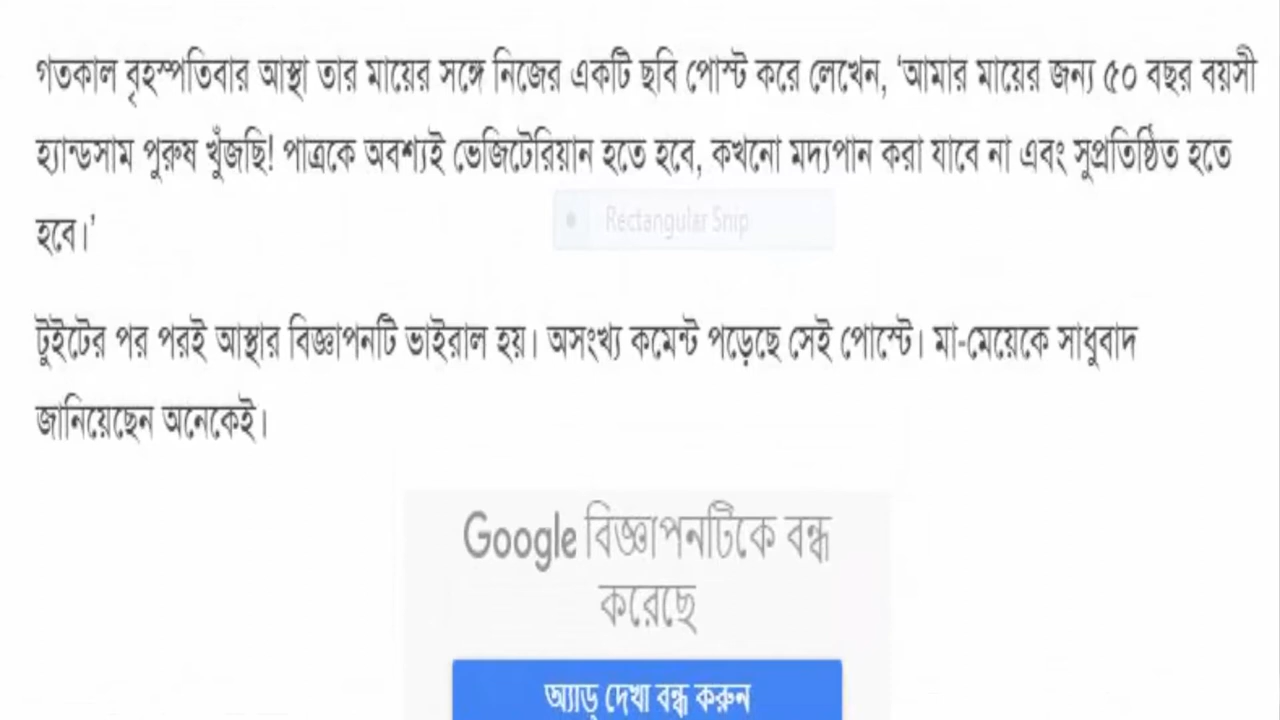 গতকাল বৃহস্পতিবার আস্থা তার মায়ের সঙ্গে নিজের একটি ছবি পোস্ট করে লেখেন, ‘আমার মায়ের জন্য ৫০ বছর বয়সী
হ্যান্ডসাম পুরুষ খুঁজছি! পাত্রকে অবশ্যই ভেজিটেরিয়ান হতে হবে, কখনো মদ্যপান করা যাবে না এবং সুপ্রতিষ্ঠিত হতে
হবে।’
Rectangular Snip
টুইটের পর পরই আস্থার বিজ্ঞাপনটি ভাইরাল হয়। অসংখ্য কমেন্ট পড়েছে সেই পোস্টে। মা-মেয়েকে সাধুবাদ
জানিয়েছেন অনেকেই।
Google বিজ্ঞাপনটিকে বন্ধ
করেছে
অ্যাড দেখা বন্ধ করুন